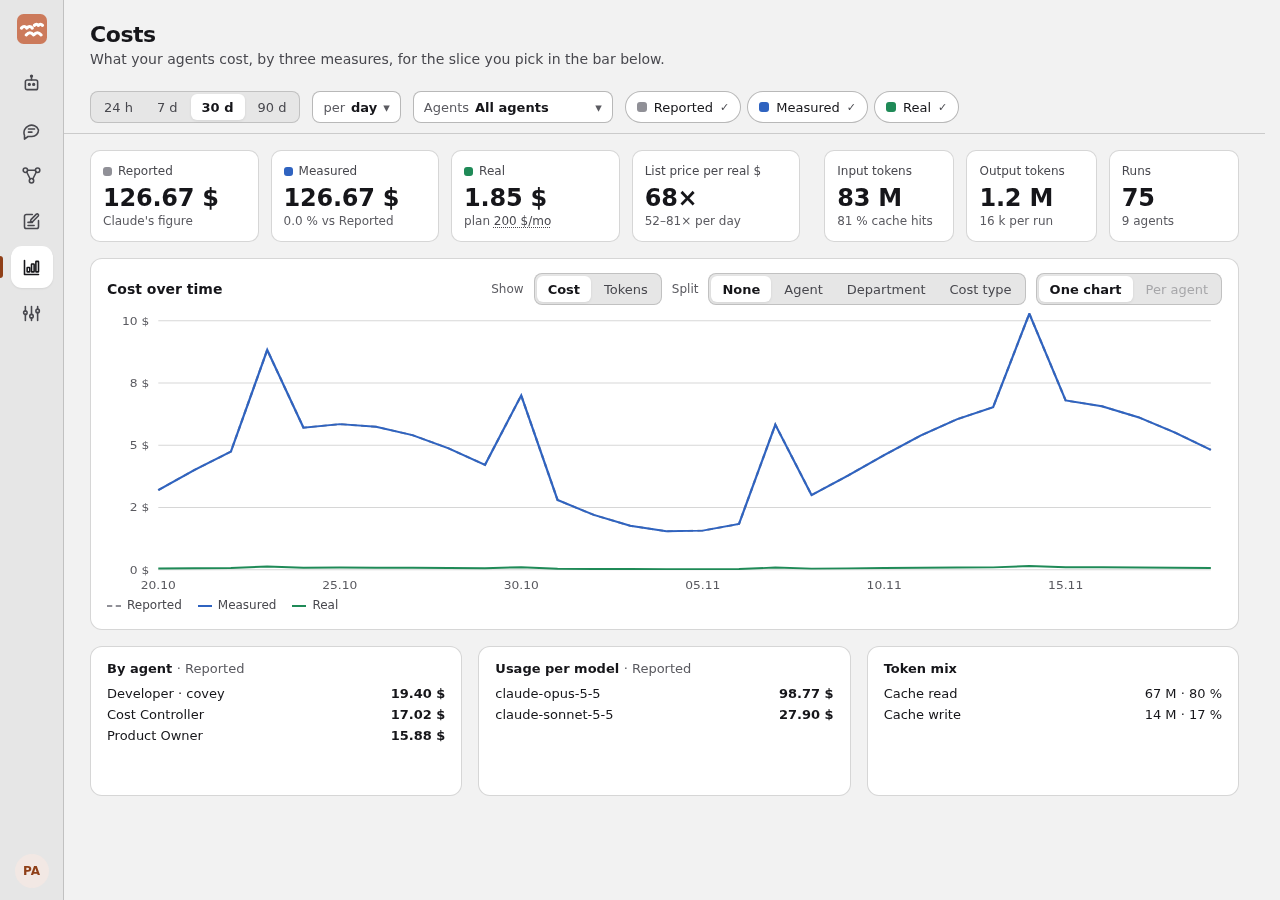 Costs
What your agents cost, by three measures, for the slice you pick in the bar below.
24 h 7 d 30 d 90 d per day ▾ Agents All agents ▾ Reported ✓ Measured ✓ Real ✓
Reported Measured Real List price per real $ Input tokens Output tokens Runs
126.67 $ 126.67 $ 1.85 $ 68× 83 M 1.2 M 75
Claude's figure 0.0 % vs Reported plan 200 $/mo 52–81× per day 81 % cache hits 16 k per run 9 agents
Cost over time Show Cost Tokens Split None Agent Department Cost type One chart Per agent
10 $
8 $
5 $
2 $
0 $
20.10 25.10 30.10 05.11 10.11 15.11
Reported Measured Real
By agent · Reported Usage per model · Reported Token mix
Developer · covey 19.40 $ claude-opus-5-5 98.77 $ Cache read 67 M · 80 %
Cost Controller 17.02 $ claude-sonnet-5-5 27.90 $ Cache write 14 M · 17 %
Product Owner 15.88 $
PA